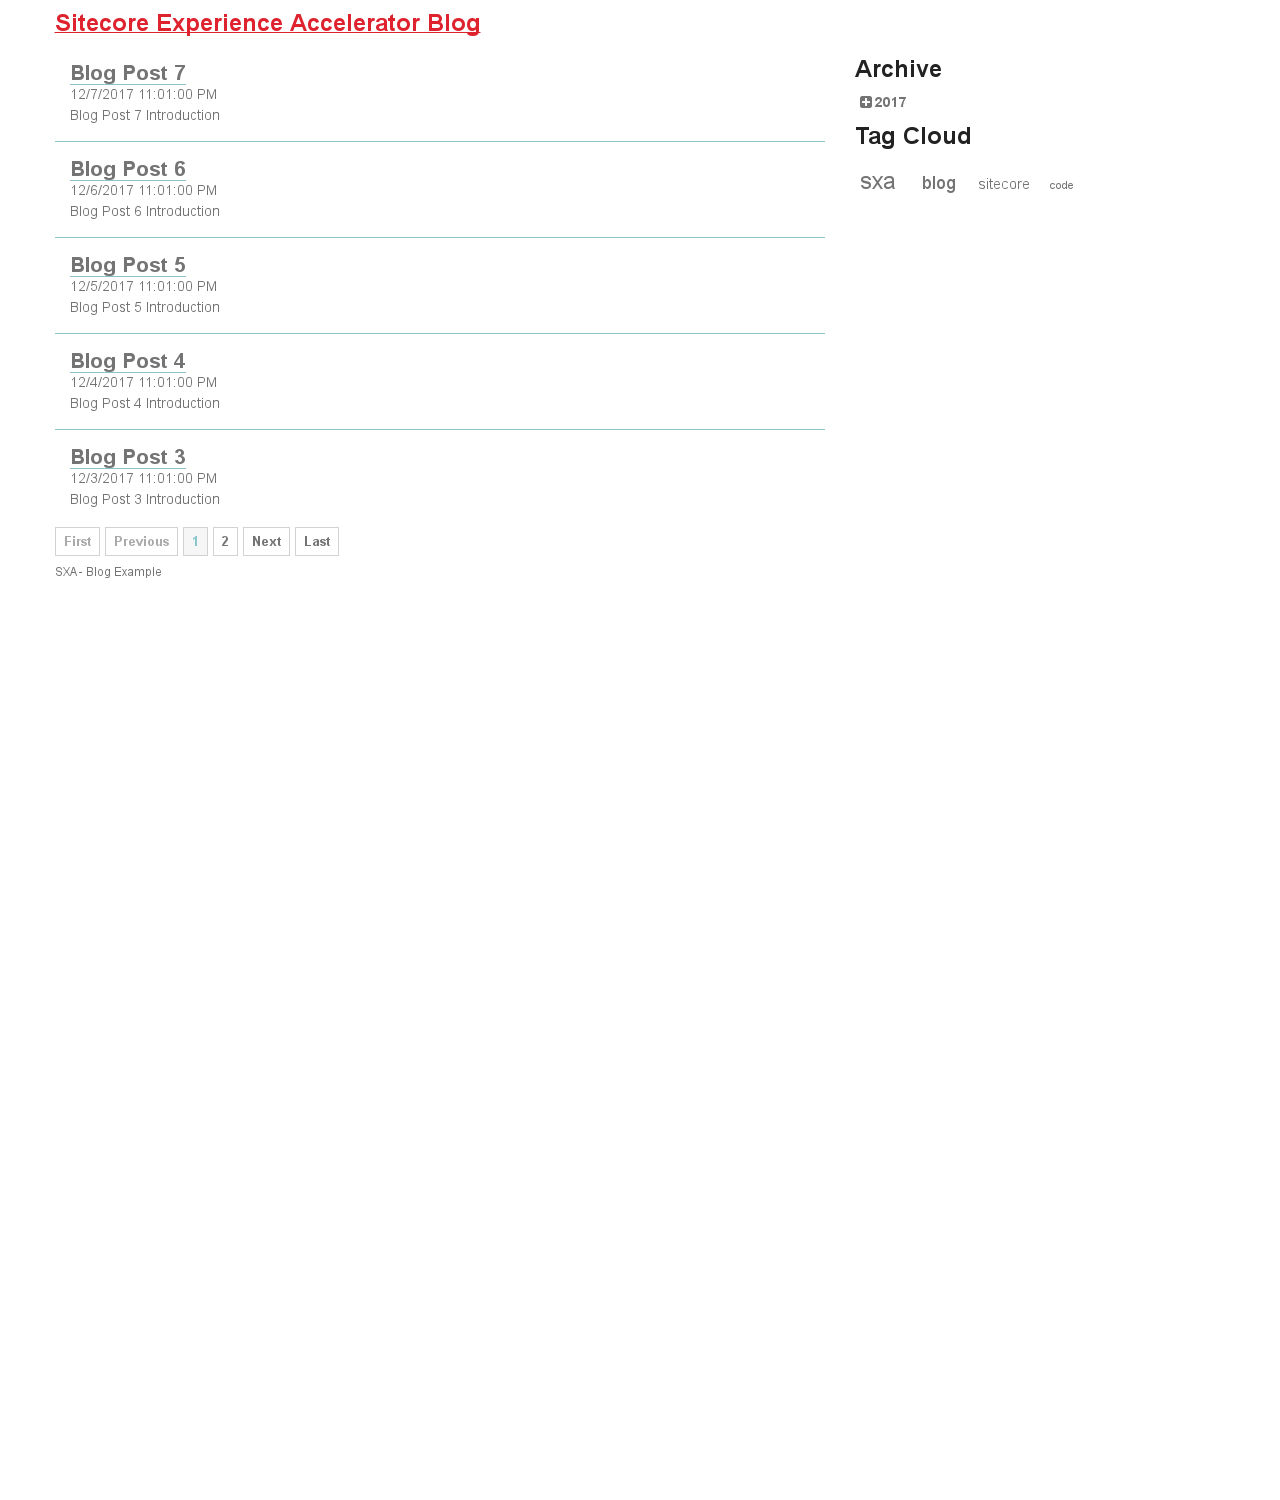 Sitecore Experience Accelerator Blog
Blog Post 7
12/7/2017 11:01:00 PM
Blog Post 7 Introduction
Blog Post 6
12/6/2017 11:01:00 PM
Blog Post 6 Introduction
Blog Post 5
12/5/2017 11:01:00 PM
Blog Post 5 Introduction
Blog Post 4
12/4/2017 11:01:00 PM
Blog Post 4 Introduction
Blog Post 3
12/3/2017 11:01:00 PM
Blog Post 3 Introduction
First Previous 1 2 Next Last
SXA- Blog Example
Archive
2017
Tag Cloud
sxa blog sitecore code